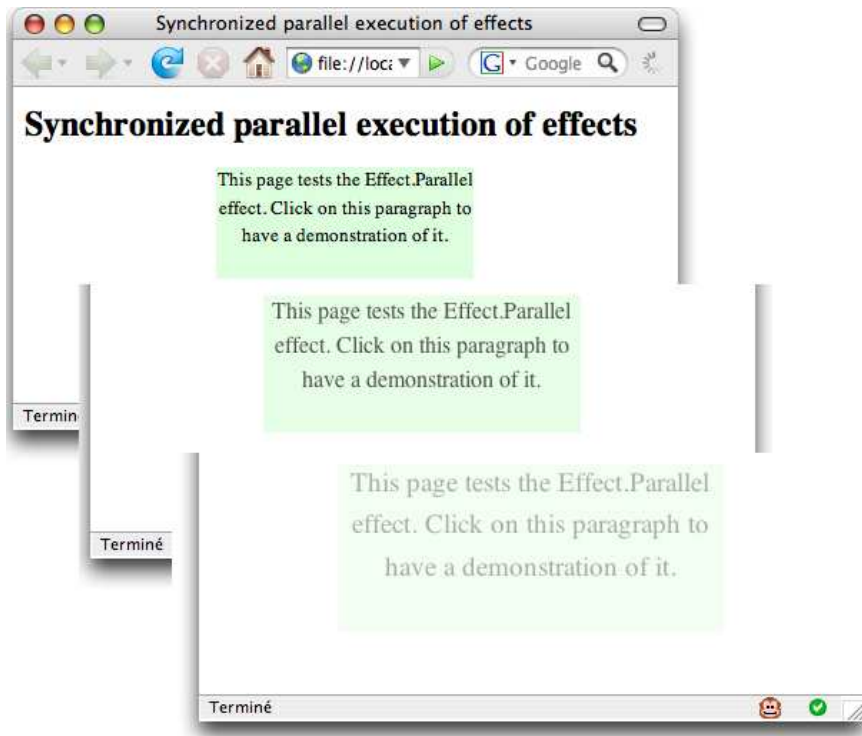 Synchronized parallel execution of effects
file://loca
G Google
Synchronized parallel execution of effects
This page tests the Effect.Parallel
effect. Click on this paragraph to
have a demonstration of it.
This page tests the Effect.Parallel
effect. Click on this paragraph to
have a demonstration of it.
Termin
This page tests the Effect.Parallel
effect. Click on this paragraph to
have a demonstration of it.
Terminé
Terminé